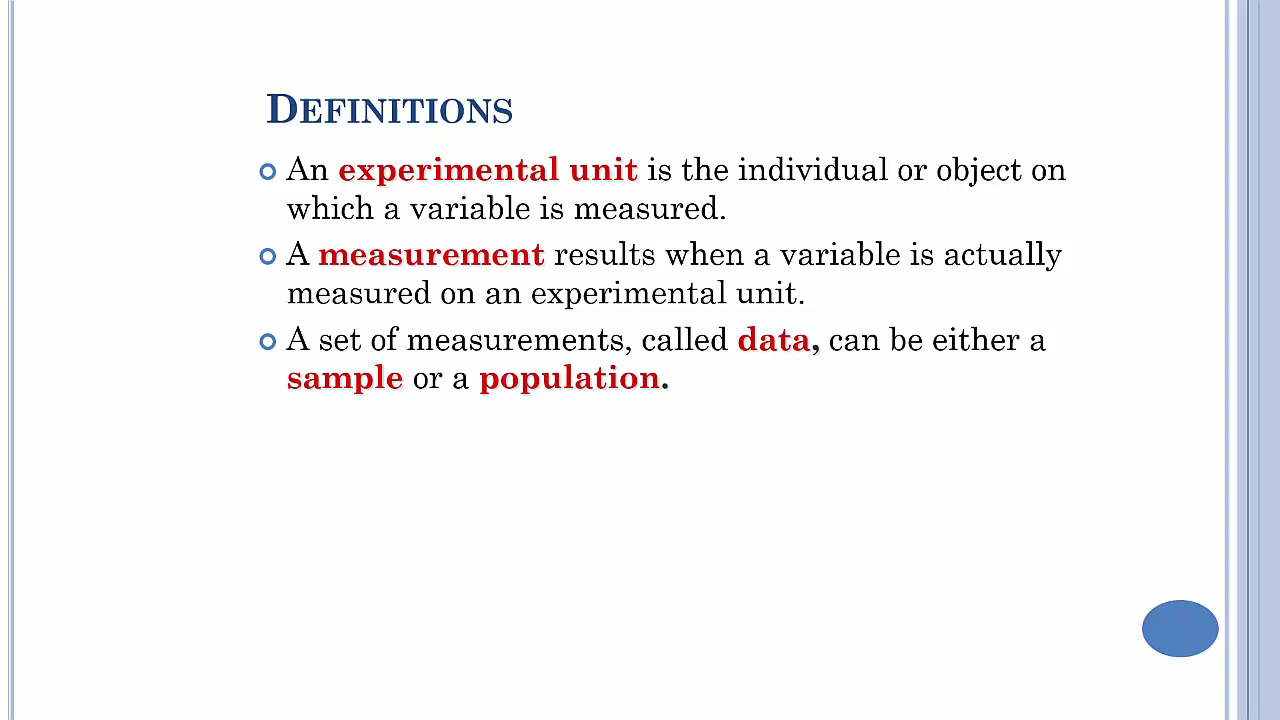 DEFINITIONS
An experimental unit is the individual or object on
which a variable is measured.
A measurement results when a variable is actually
measured on an experimental unit.
A set of measurements, called data, can be either a
sample or a population.